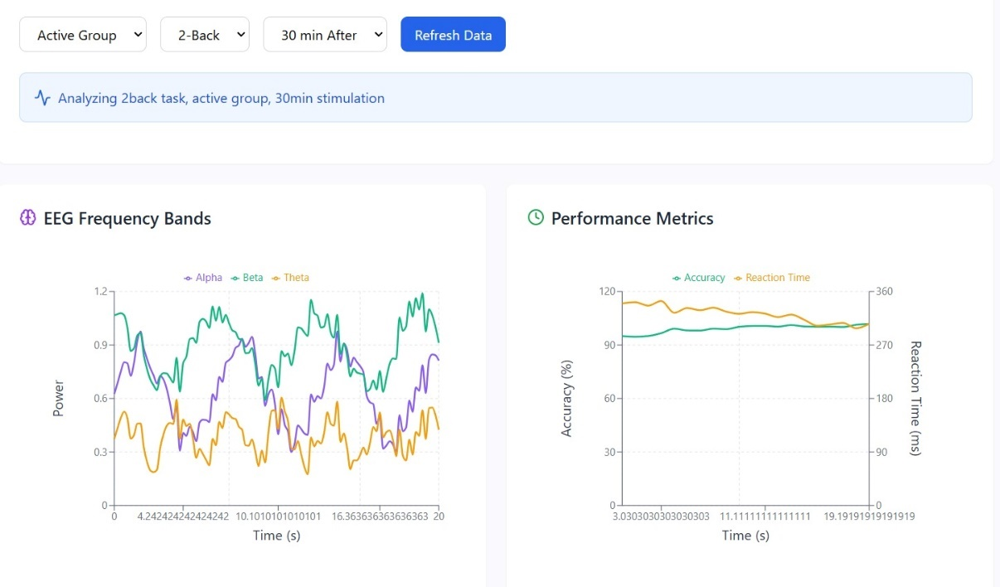 Active Group
2-Back
30 min After
Refresh Data
Analyzing 2back task, active group, 30min stimulation
EEG Frequency Bands
Alpha Beta Theta
1.2
0.9
0.6
0.3
0
Power
0 4.242424242424242 10.1010101010101 16.363636363636363 20
Time (s)
Performance Metrics
Accuracy Reaction Time
120
90
60
30
0
Accuracy (%)
360
270
180
90
0
Reaction Time (ms)
3.0303030303030303 11.11111111111111 19.19191919191919
Time (s)